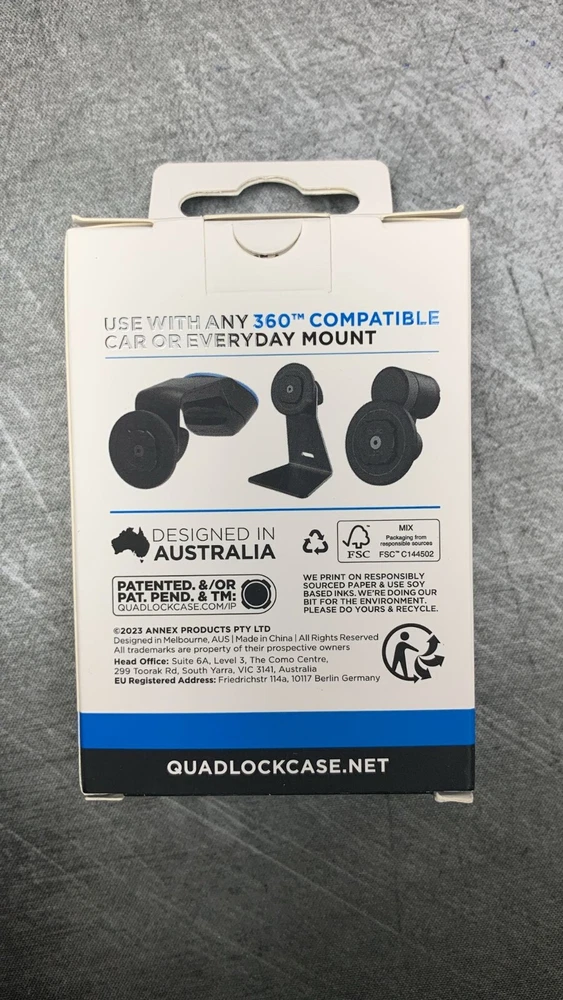 USE WITH ANY 360™ COMPATIBLE
CAR OR EVERYDAY MOUNT
DESIGNED IN
AUSTRALIA
FSC
MIX
Packaging from
responsible sources
FSC™ C144502
PATENTED. &/OR
PAT. PEND. & TM:
QUADLOCKCASE.COM/IP
WE PRINT ON RESPONSIBLY
SOURCED PAPER & USE SOY
BASED INKS. WE'RE DOING OUR
BIT FOR THE ENVIRONMENT.
PLEASE DO YOURS & RECYCLE.
©2023 ANNEX PRODUCTS PTY LTD
Designed in Melbourne, AUS | Made in China | All Rights Reserved
All trademarks are property of their prospective owners
Head Office: Suite 6A, Level 3, The Como Centre,
299 Toorak Rd, South Yarra, VIC 3141, Australia
EU Registered Address: Friedrichstr 114a, 10117 Berlin Germany
QUADLOCKCASE.NET